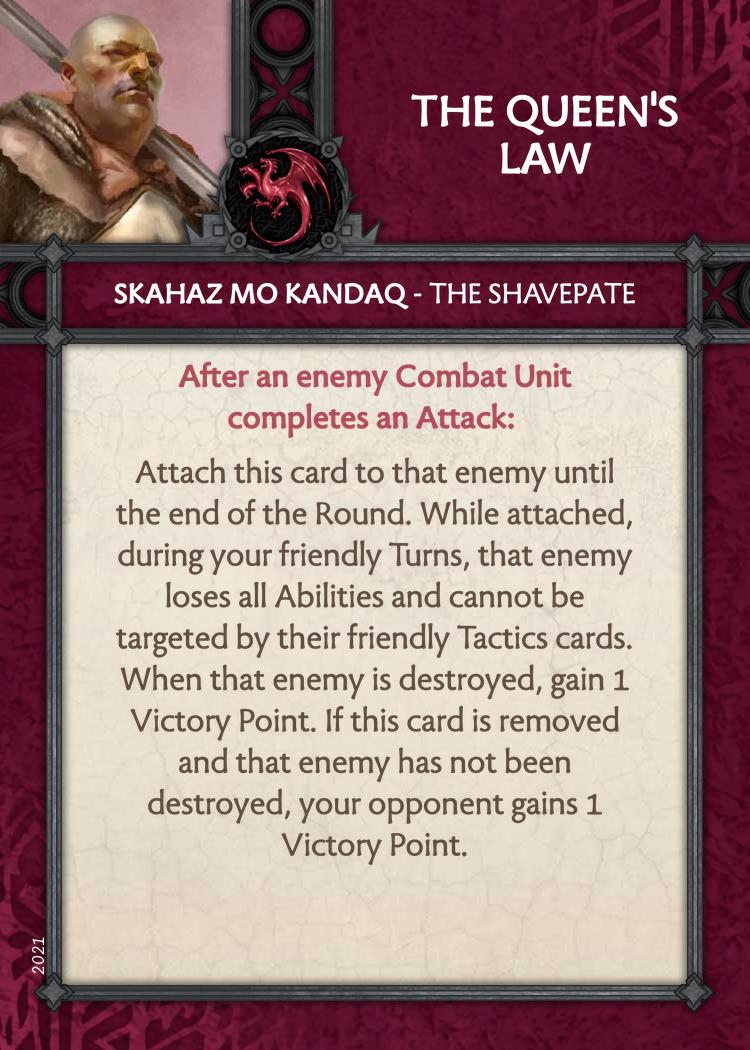 THE QUEEN'S
LAW
SKAHAZ MO KANDAQ - THE SHAVEPATE
After an enemy Combat Unit
completes an Attack:
Attach this card to that enemy until
the end of the Round. While attached,
during your friendly Turns, that enemy
loses all Abilities and cannot be
targeted by their friendly Tactics cards.
When that enemy is destroyed, gain 1
Victory Point. If this card is removed
and that enemy has not been
destroyed, your opponent gains 1
Victory Point.
2021